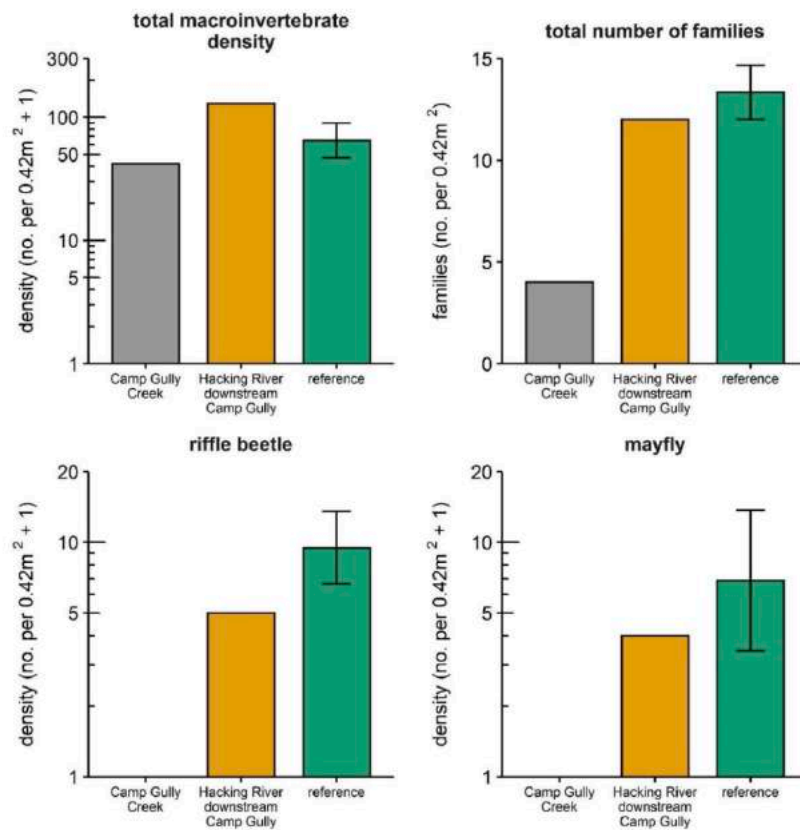 total macroinvertebrate
density
300
100
50
10
5
1
density (no. per 0.42m² + 1)
Camp Gully
Creek
Hacking River
downstream
Camp Gully
reference
total number of families
15
10
5
0
families (no. per 0.42m²)
Camp Gully
Creek
Hacking River
downstream
Camp Gully
reference
riffle beetle
20
10
5
1
density (no. per 0.42m² + 1)
Camp Gully
Creek
Hacking River
downstream
Camp Gully
reference
mayfly
20
10
5
1
density (no. per 0.42m² + 1)
Camp Gully
Creek
Hacking River
downstream
Camp Gully
reference